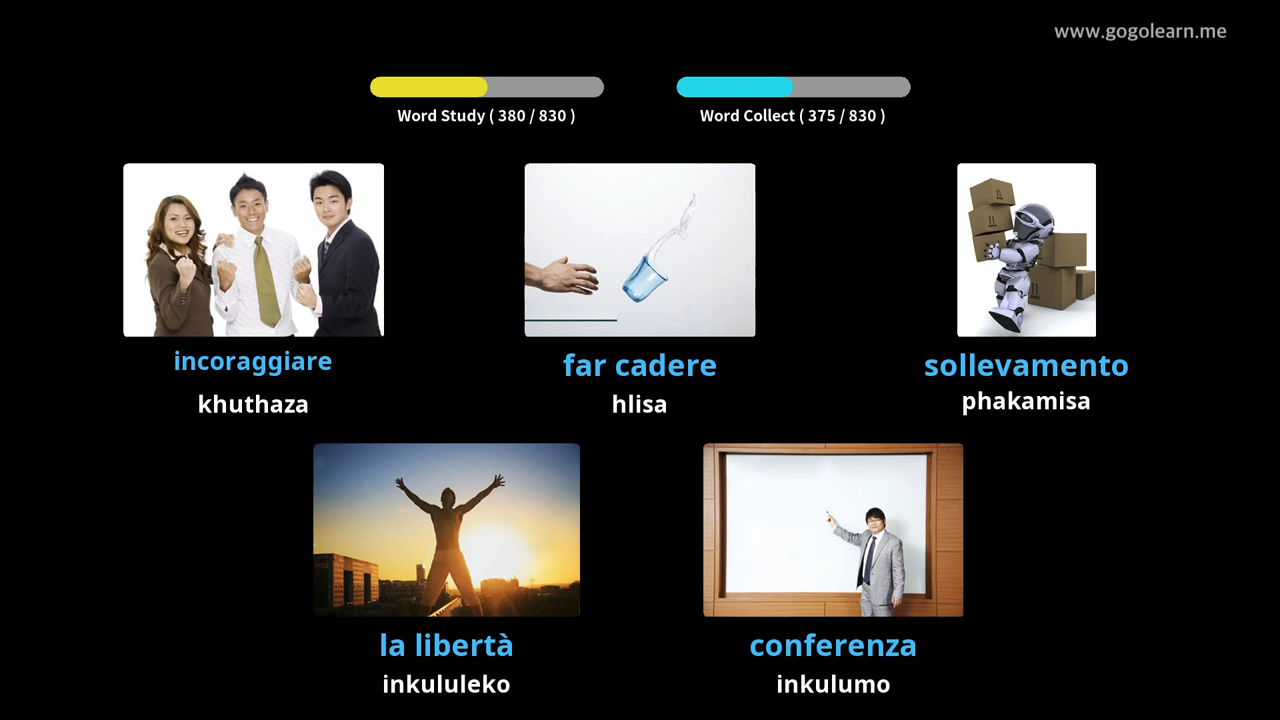 www.gogolearn.me
Word Study ( 380 / 830 )
Word Collect ( 375 / 830 )
incoraggiare
khuthaza
far cadere
hlisa
sollevamento
phakamisa
la libertà
inkululeko
conferenza
inkulumo